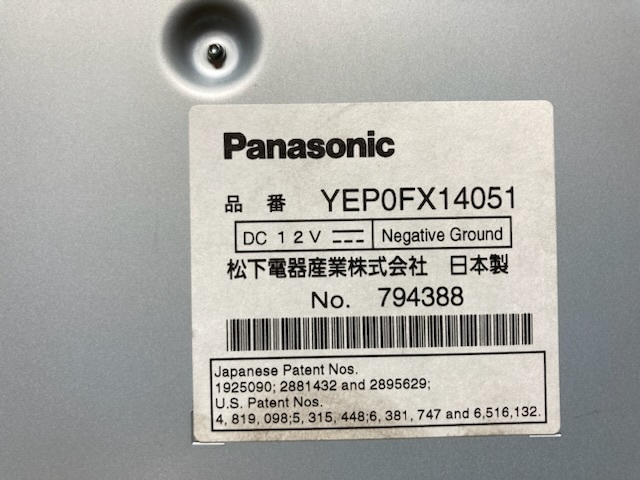 Panasonic
品 番 YEP0FX14051
DC 12V Negative Ground
松下電器産業株式会社 日本製
No. 794388
Japanese Patent Nos.
1925090; 2881432 and 2895629;
U.S. Patent Nos.
4, 819, 098;5, 315, 448;6, 381, 747 and 6,516,132.